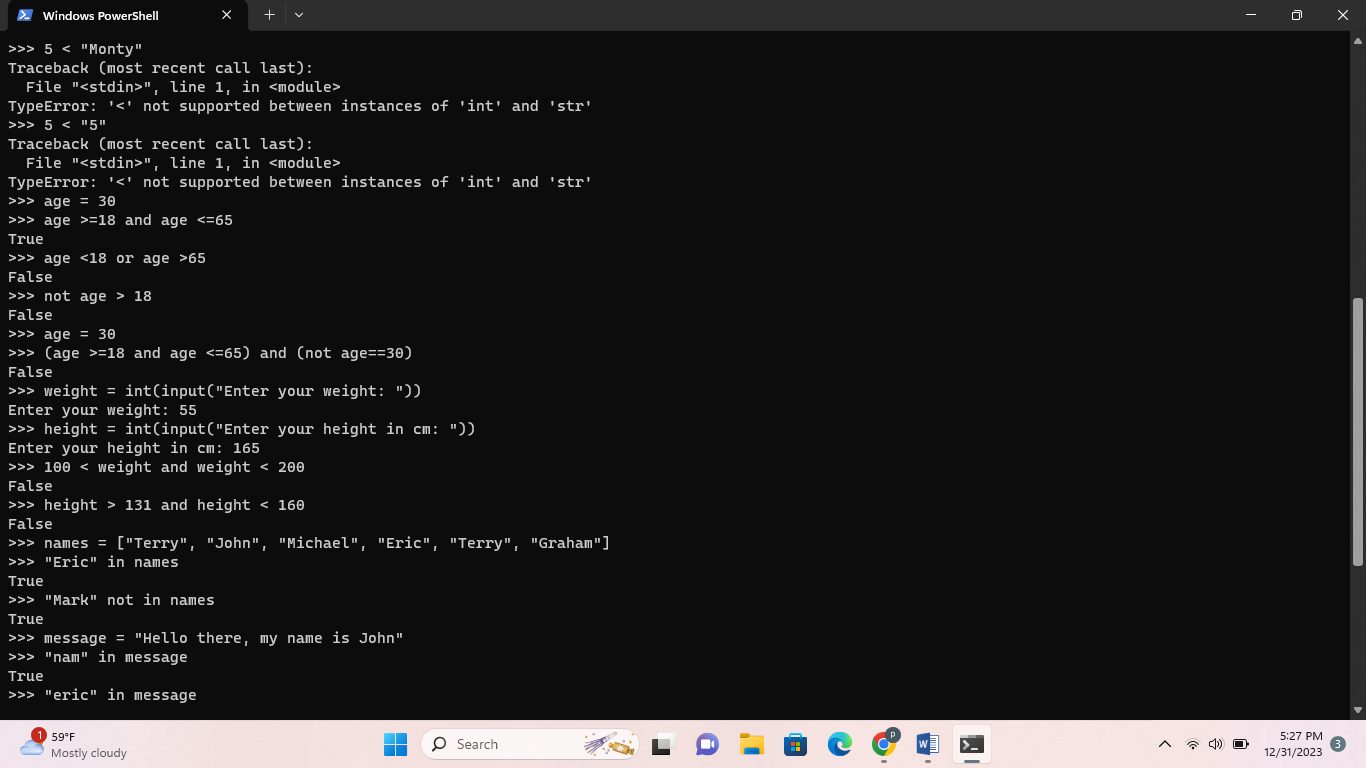 Windows PowerShell
>>> 5 < "Monty"
Traceback (most recent call last):
  File "<stdin>", line 1, in <module>
TypeError: '<' not supported between instances of 'int' and 'str'
>>> 5 < "5"
Traceback (most recent call last):
  File "<stdin>", line 1, in <module>
TypeError: '<' not supported between instances of 'int' and 'str'
>>> age = 30
>>> age >=18 and age <=65
True
>>> age <18 or age >65
False
>>> not age > 18
False
>>> age = 30
>>> (age >=18 and age <=65) and (not age==30)
False
>>> weight = int(input("Enter your weight: "))
Enter your weight: 55
>>> height = int(input("Enter your height in cm: "))
Enter your height in cm: 165
>>> 100 < weight and weight < 200
False
>>> height > 131 and height < 160
False
>>> names = ["Terry", "John", "Michael", "Eric", "Terry", "Graham"]
>>> "Eric" in names
True
>>> "Mark" not in names
True
>>> message = "Hello there, my name is John"
>>> "nam" in message
True
>>> "eric" in message
1
59°F
Mostly cloudy
Search
P
W
5:27 PM
12/31/2023
3